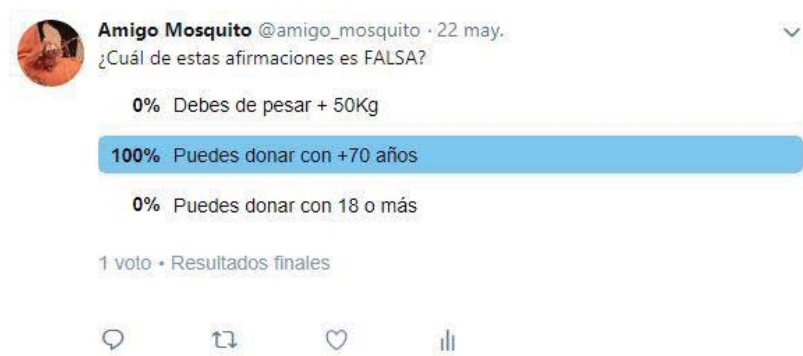 Amigo Mosquito @amigo_mosquito · 22 may.
¿Cuál de estas afirmaciones es FALSA?
0% Debes de pesar + 50Kg
100% Puedes donar con +70 años
0% Puedes donar con 18 o más
1 voto • Resultados finales